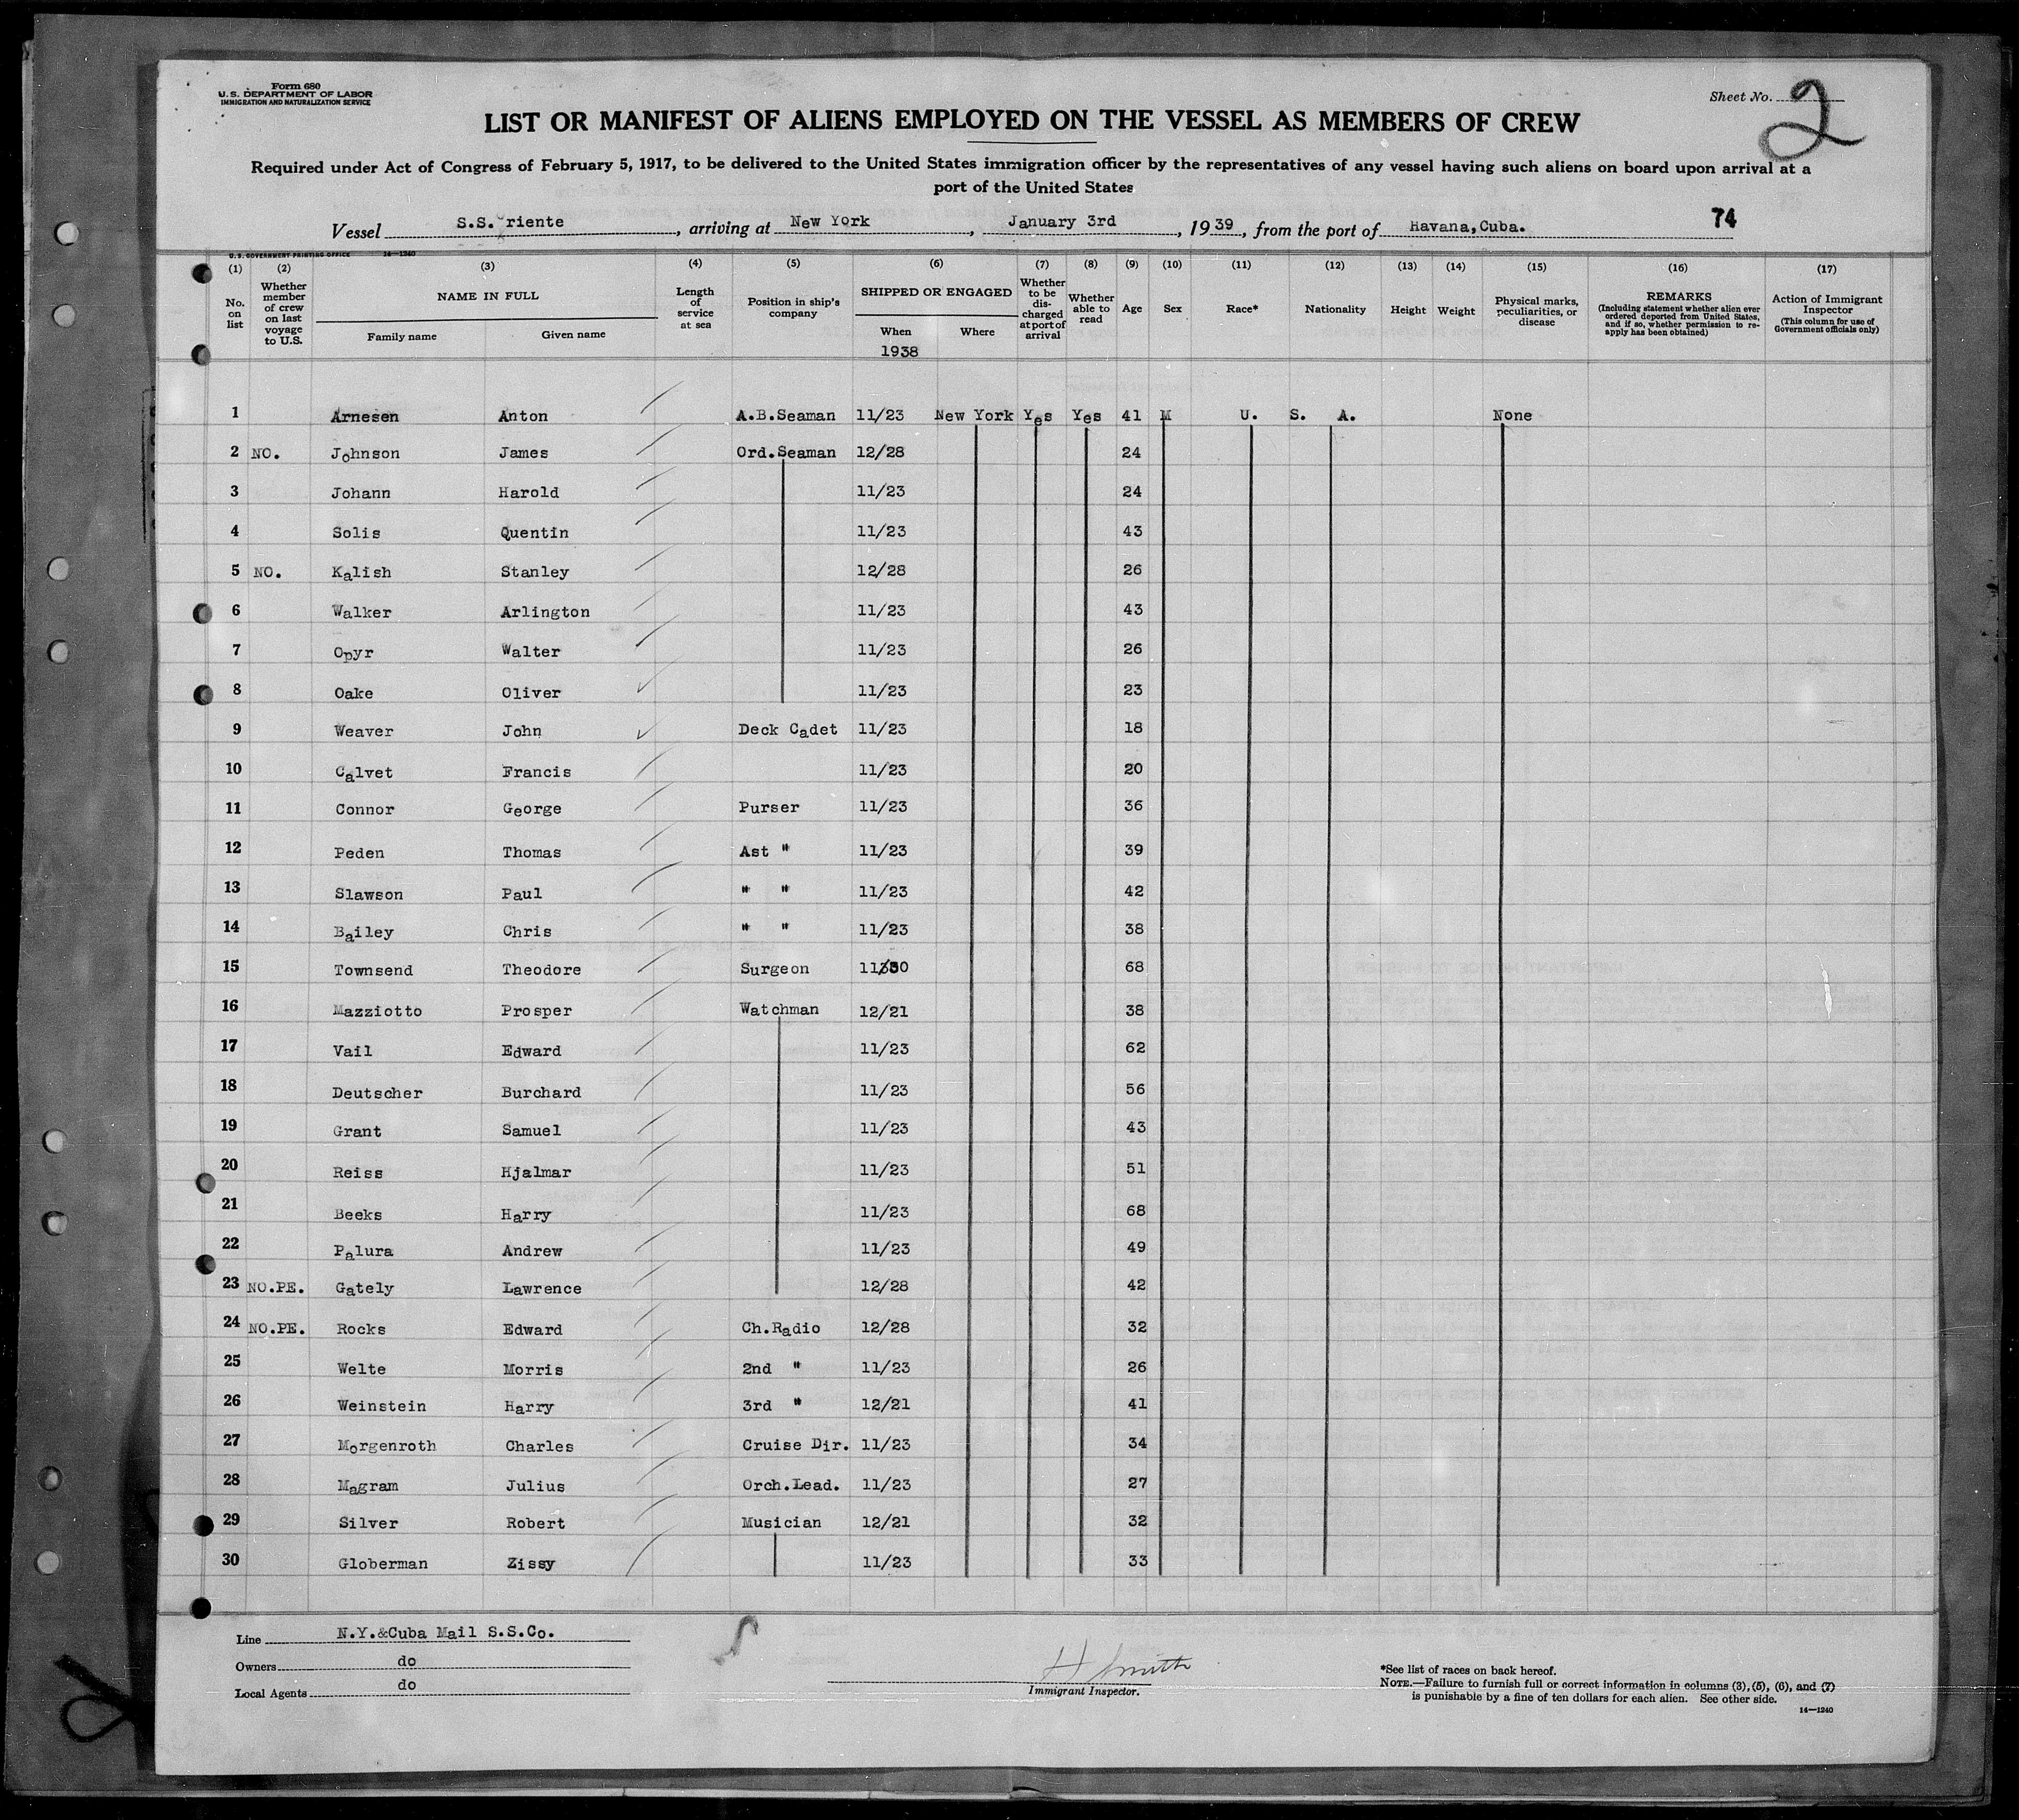 Form 680
U. S. DEPARTMENT OF LABOR
IMMIGRATION AND NATURALIZATION SERVICE
Sheet No. 2
LIST OR MANIFEST OF ALIENS EMPLOYED ON THE VESSEL AS MEMBERS OF CREW
Required under Act of Congress of February 5, 1917, to be delivered to the United States immigration officer by the representatives of any vessel having such aliens on board upon arrival at a
port of the United States
Vessel S.S. riente, arriving at New York, January 3rd, 1939, from the port of Havana,Cuba. 74
U. S. GOVERNMENT PRINTING OFFICE 14—1240
(1) (2) (3) (4) (5) (6) (7) (8) (9) (10) (11) (12) (13) (14) (15) (16) (17)
No. on list
Whether member of crew on last voyage to U.S.
NAME IN FULL
Family name Given name
Length of service at sea
Position in ship's company
SHIPPED OR ENGAGED
When Where
1938
Whether to be dis-charged at port of arrival
Whether able to read
Age
Sex
Race*
Nationality
Height
Weight
Physical marks, peculiarities, or disease
REMARKS
(Including statement whether alien ever ordered deported from United States, and if so, whether permission to re-apply has been obtained)
Action of Immigrant Inspector
(This column for use of Government officials only)
1 Arnesen Anton A.B.Seaman 11/23 New York Yes Yes 41 M U. S. A. None
2 NO. Johnson James Ord.Seaman 12/28 24
3 Johann Harold 11/23 24
4 Solis Quentin 11/23 43
5 NO. Kalish Stanley 12/28 26
6 Walker Arlington 11/23 43
7 Opyr Walter 11/23 26
8 Oake Oliver 11/23 23
9 Weaver John Deck Cadet 11/23 18
10 Calvet Francis 11/23 20
11 Connor George Purser 11/23 36
12 Peden Thomas Ast " 11/23 39
13 Slawson Paul " " 11/23 42
14 Bailey Chris " " 11/23 38
15 Townsend Theodore Surgeon 11/30 68
16 Mazziotto Prosper Watchman 12/21 38
17 Vail Edward 11/23 62
18 Deutscher Burchard 11/23 56
19 Grant Samuel 11/23 43
20 Reiss Hjalmar 11/23 51
21 Beeks Harry 11/23 68
22 Palura Andrew 11/23 49
23 NO.PE. Gately Lawrence 12/28 42
24 NO.PE. Rocks Edward Ch.Radio 12/28 32
25 Welte Morris 2nd " 11/23 26
26 Weinstein Harry 3rd " 12/21 41
27 Morgenroth Charles Cruise Dir. 11/23 34
28 Magram Julius Orch.Lead. 11/23 27
29 Silver Robert Musician 12/21 32
30 Globerman Zissy 11/23 33
Line N.Y.&Cuba Mail S.S.Co.
Owners do
Local Agents do
H Smith
Immigrant Inspector.
*See list of races on back hereof.
NOTE.—Failure to furnish full or correct information in columns (3), (5), (6), and (7)
is punishable by a fine of ten dollars for each alien. See other side.
14—1240